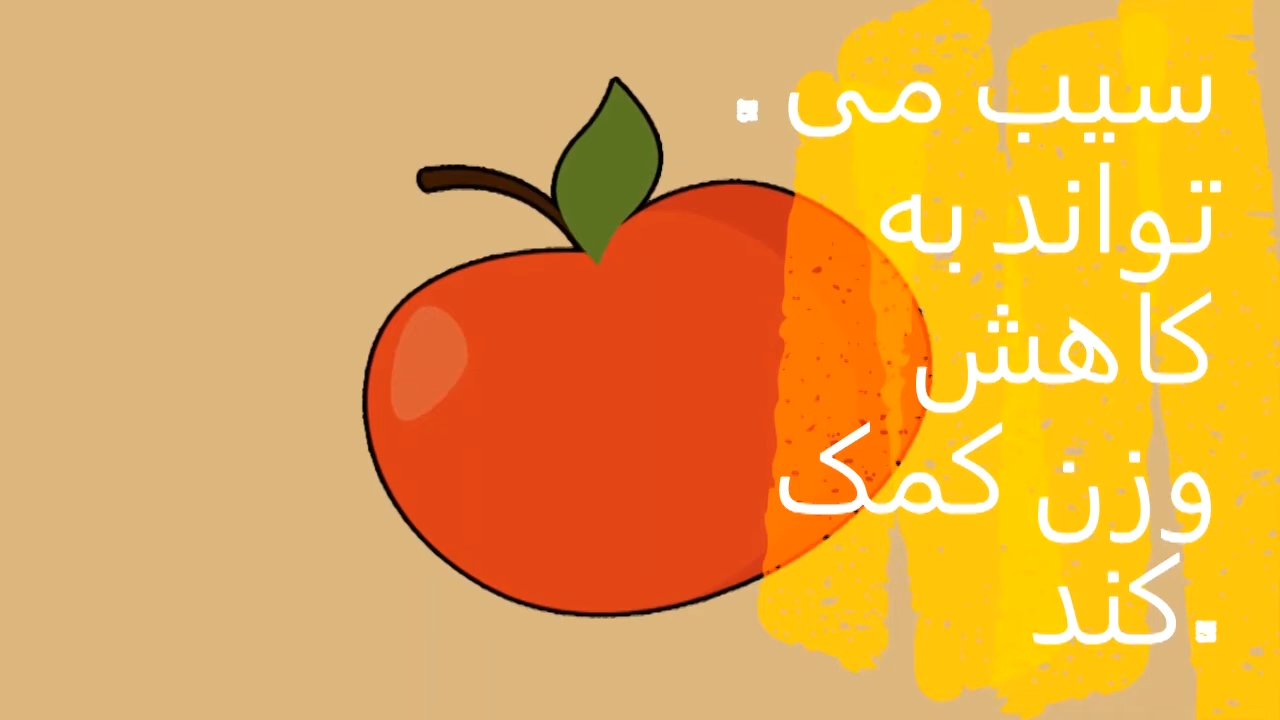 سیب می .
تواند به
کاهش
وزن کمک
.کند